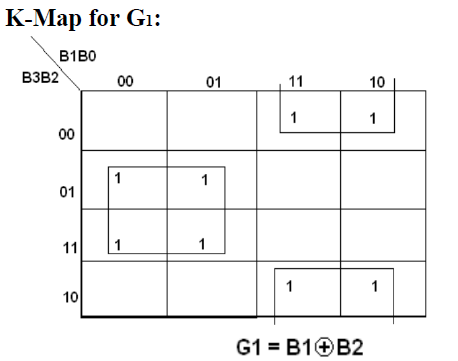 K-Map for G1:
B1B0
B3B2
00 01 11 10
00 1 1
01 1 1
11 1 1
10 1 1
G1 = B1⊕B2